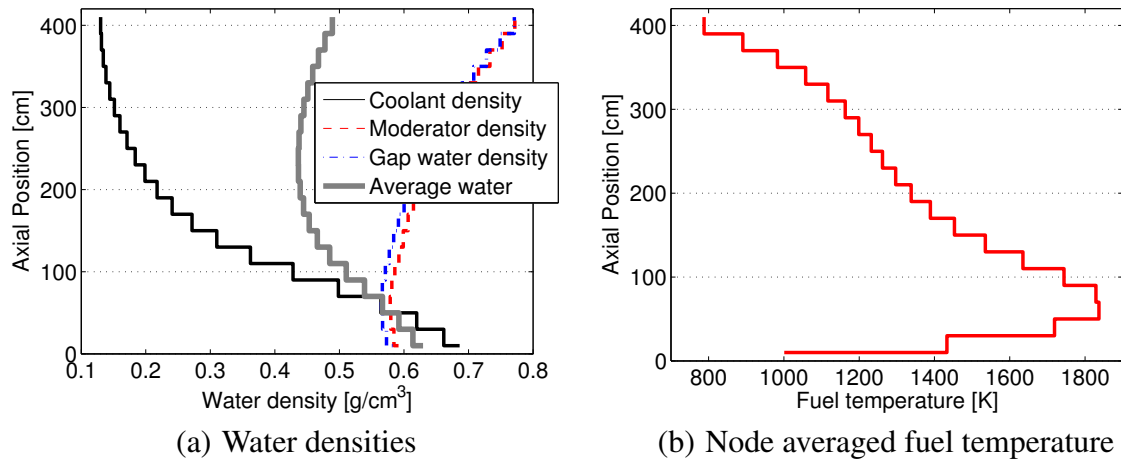 400
300
200
100
0
Axial Position [cm]
0.1 0.2 0.3 0.4 0.5 0.6 0.7 0.8
Water density [g/cm³]
Coolant density
Moderator density
Gap water density
Average water
(a) Water densities
400
300
200
100
0
Axial Position [cm]
800 1000 1200 1400 1600 1800
Fuel temperature [K]
(b) Node averaged fuel temperature